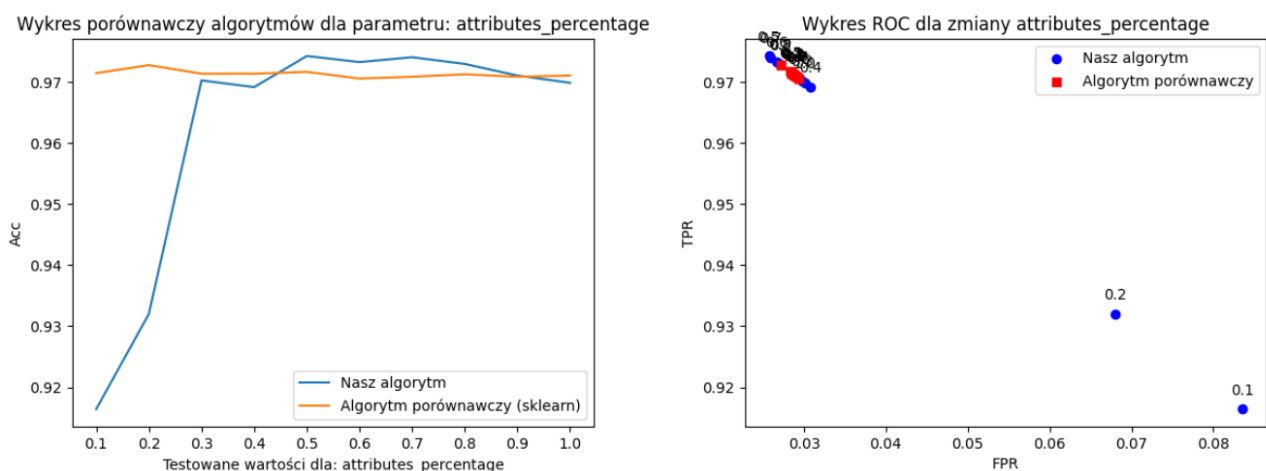 Wykres porównawczy algorytmów dla parametru: attributes_percentage
Acc
0.97
0.96
0.95
0.94
0.93
0.92
Nasz algorytm
Algorytm porównawczy (sklearn)
0.1 0.2 0.3 0.4 0.5 0.6 0.7 0.8 0.9 1.0
Testowane wartości dla: attributes_percentage
Wykres ROC dla zmiany attributes_percentage
TPR
0.97
0.96
0.95
0.94
0.93
0.92
Nasz algorytm
Algorytm porównawczy
0.2
0.1
0.03 0.04 0.05 0.06 0.07 0.08
FPR